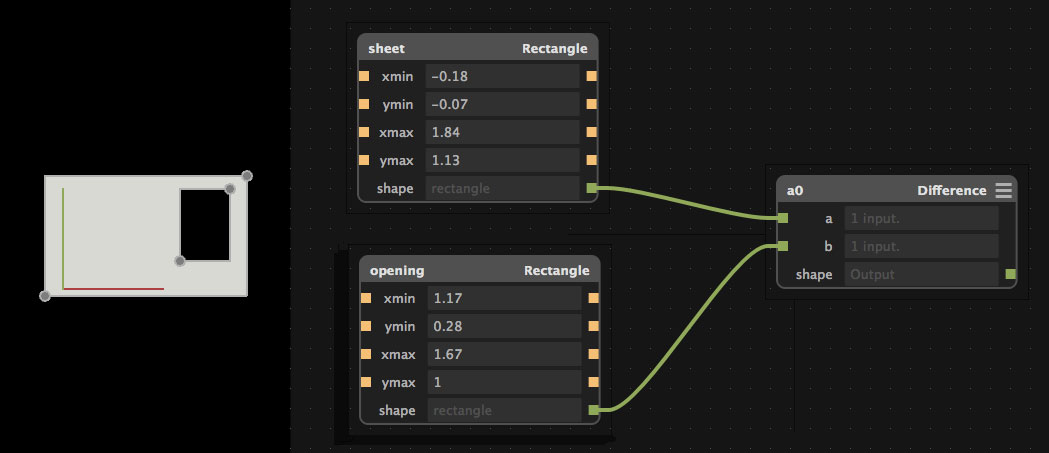 sheet Rectangle
xmin −0.18
ymin −0.07
xmax 1.84
ymax 1.13
shape rectangle
opening Rectangle
xmin 1.17
ymin 0.28
xmax 1.67
ymax 1
shape rectangle
a0 Difference
a 1 input.
b 1 input.
shape Output